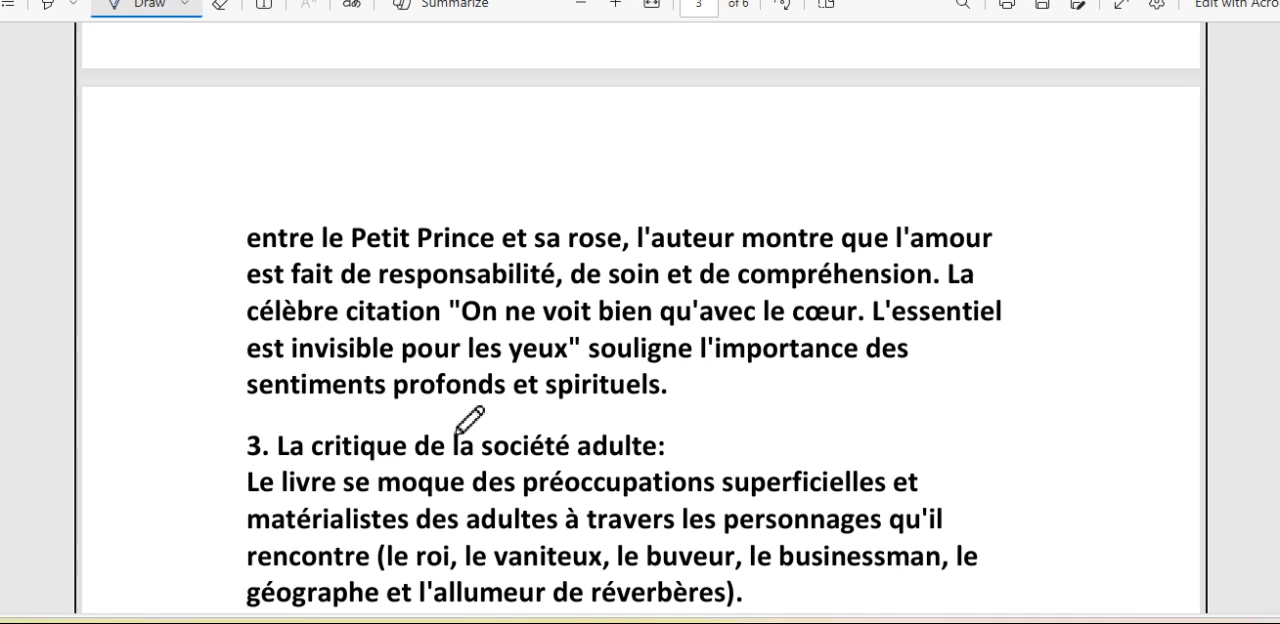 Draw
Summarize
3
of 6
Edit with Acro
entre le Petit Prince et sa rose, l'auteur montre que l'amour
est fait de responsabilité, de soin et de compréhension. La
célèbre citation "On ne voit bien qu'avec le cœur. L'essentiel
est invisible pour les yeux" souligne l'importance des
sentiments profonds et spirituels.
3. La critique de la société adulte:
Le livre se moque des préoccupations superficielles et
matérialistes des adultes à travers les personnages qu'il
rencontre (le roi, le vaniteux, le buveur, le businessman, le
géographe et l'allumeur de réverbères).